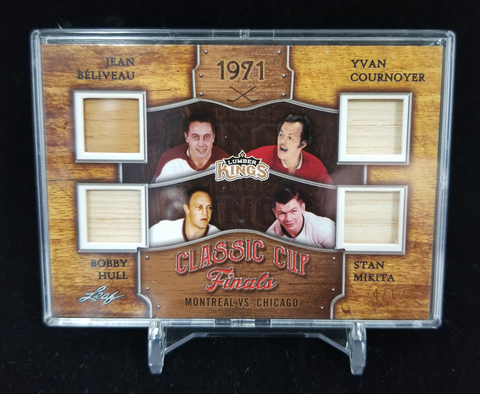 JEAN
BÉLIVEAU
1971
YVAN
COURNOYER
LUMBER
KINGS
BOBBY
HULL
CLASSIC CUP
Finals
MONTREAL VS. CHICAGO
STAN
MIKITA
Leaf